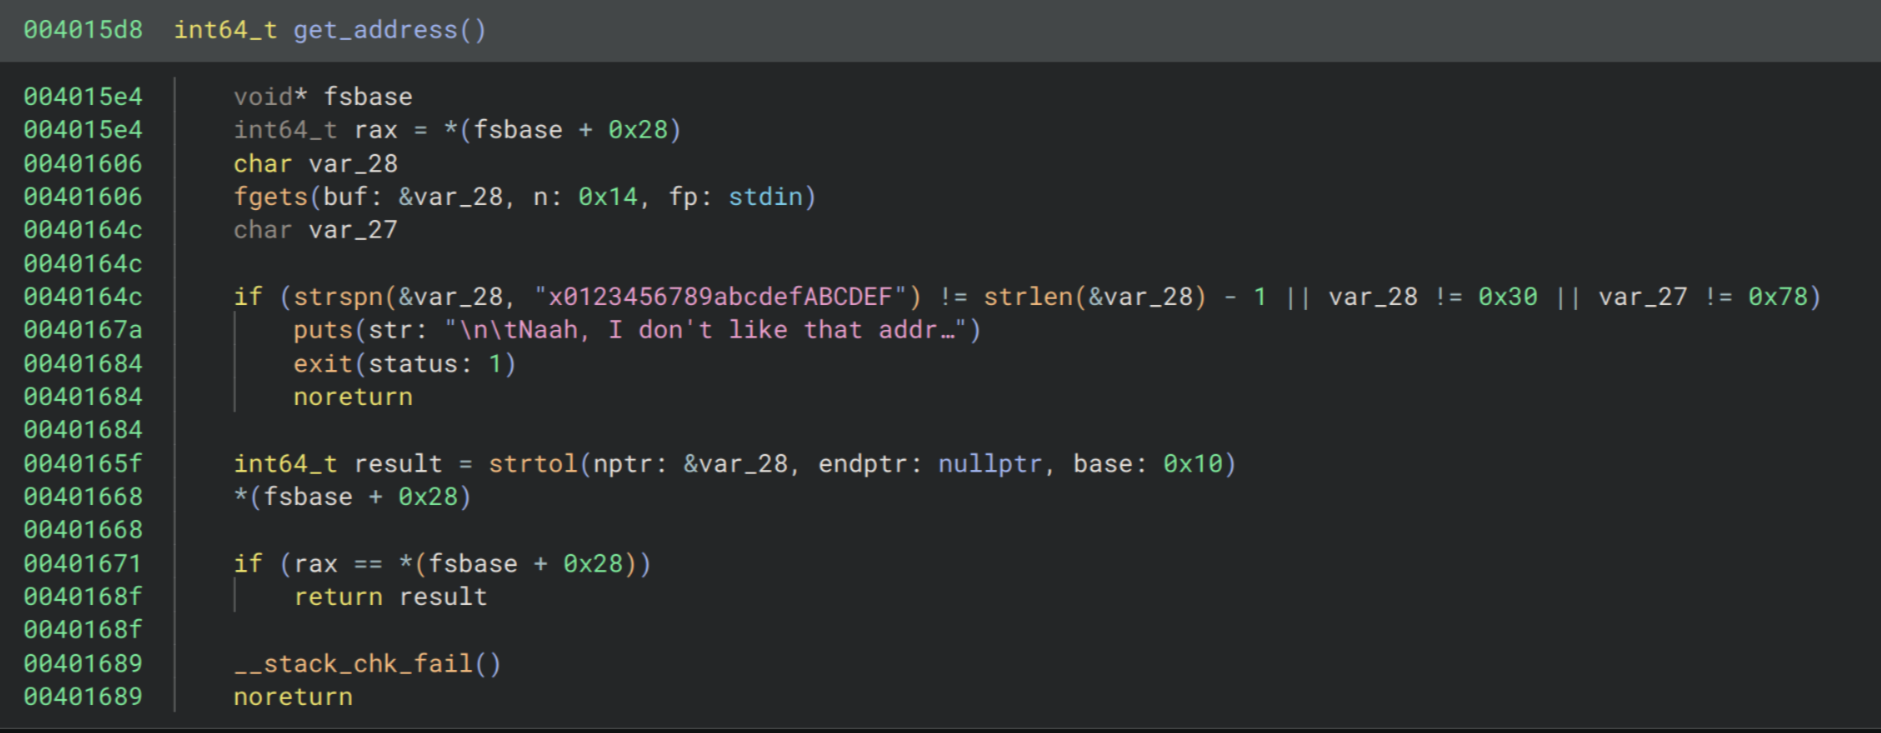 004015d8 int64_t get_address()
004015e4 void* fsbase
004015e4 int64_t rax = *(fsbase + 0x28)
00401606 char var_28
00401606 fgets(buf: &var_28, n: 0x14, fp: stdin)
0040164c char var_27
0040164c
0040164c if (strspn(&var_28, "x0123456789abcdefABCDEF") != strlen(&var_28) - 1 || var_28 != 0x30 || var_27 != 0x78)
0040167a puts(str: "\n\tNaah, I don't like that addr…")
00401684 exit(status: 1)
00401684 noreturn
00401684
0040165f int64_t result = strtol(nptr: &var_28, endptr: nullptr, base: 0x10)
00401668 *(fsbase + 0x28)
00401668
00401671 if (rax == *(fsbase + 0x28))
0040168f return result
0040168f
00401689 __stack_chk_fail()
00401689 noreturn